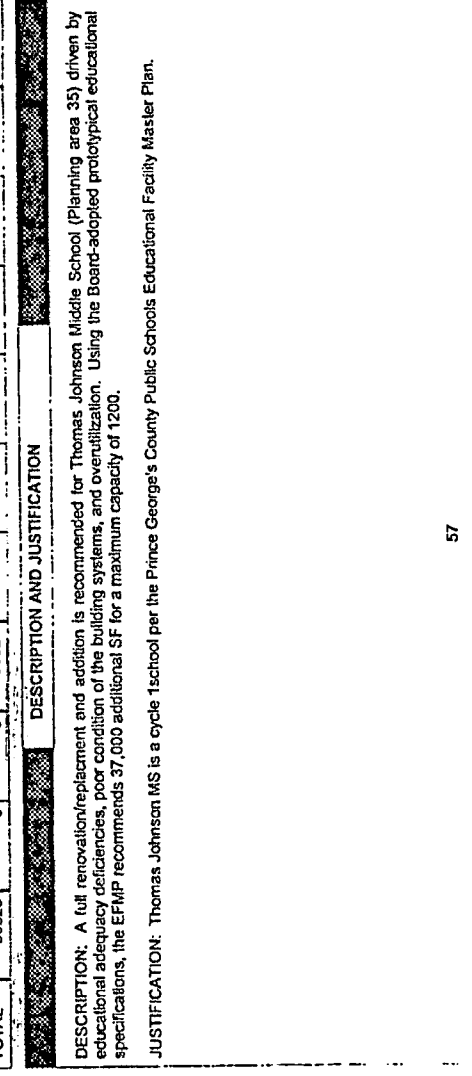 TOTAL
DESCRIPTION AND JUSTIFICATION
DESCRIPTION: A full renovation/replacment and addition is recommended for Thomas Johnson Middle School (Planning area 35) driven by
educational adequacy deficiencies, poor condition of the building systems, and overutilization. Using the Board-adopted prototypical educational
specifications, the EFMP recommends 37,000 additional SF for a maximum capacity of 1200.
JUSTIFICATION: Thomas Johnson MS is a cycle 1school per the Prince George's County Public Schools Educational Facility Master Plan.
57